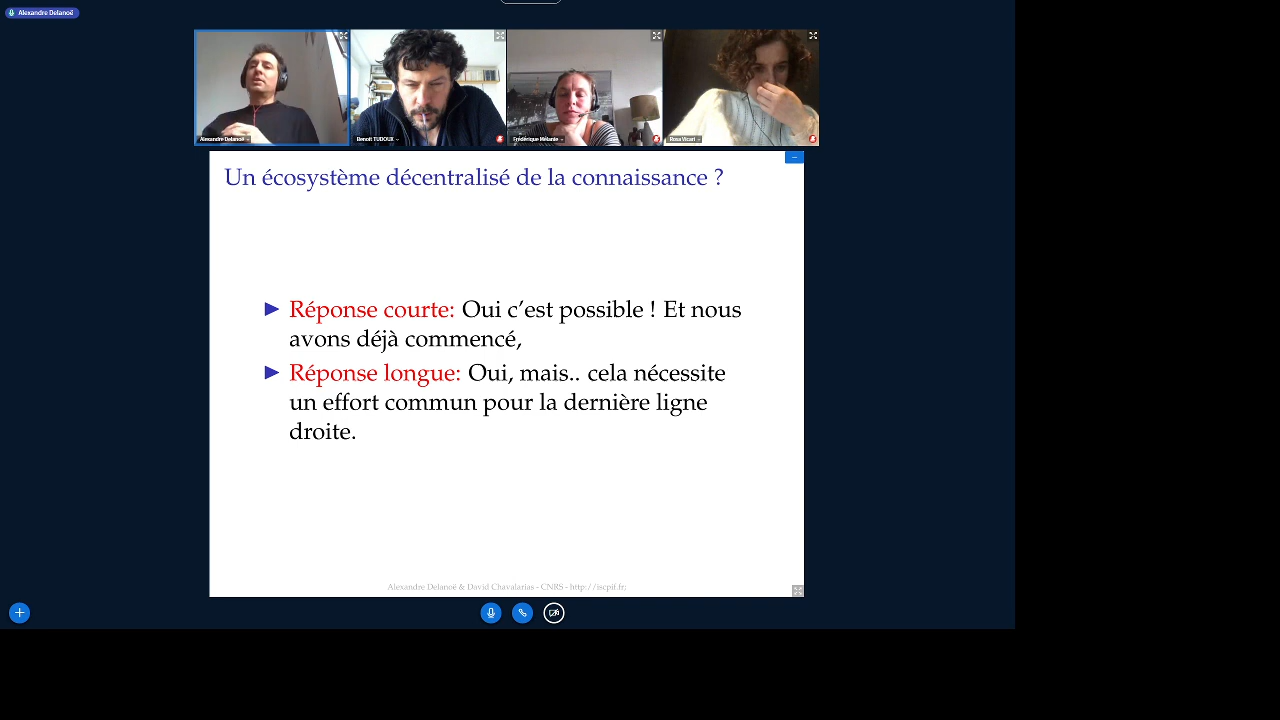 Alexandre Delanoë
Alexandre Delanoë
Benoit TUDOUX
Frédérique Mélanie
Rosa Vicari
Un écosystème décentralisé de la connaissance ?
Réponse courte: Oui c'est possible ! Et nous
avons déjà commencé,
Réponse longue: Oui, mais.. cela nécessite
un effort commun pour la dernière ligne
droite.
Alexandre Delanoë & David Chavalarias - CNRS - http://iscpif.fr;